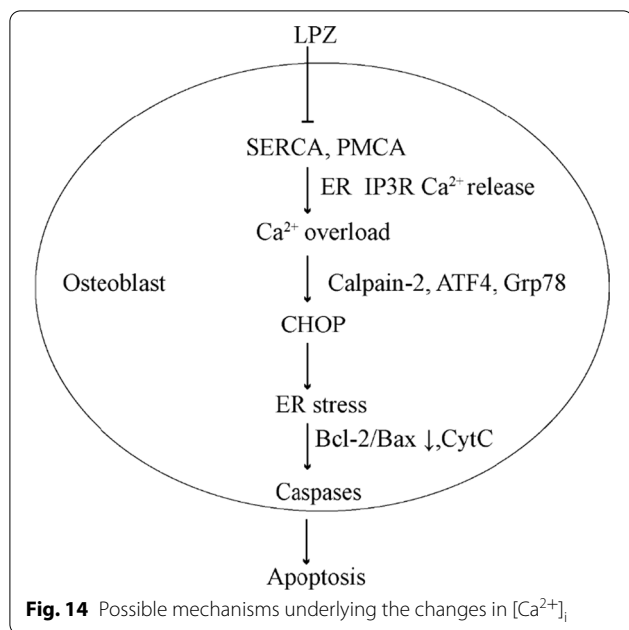 LPZ
SERCA, PMCA
ER IP3R Ca²⁺ release
Ca²⁺ overload
Osteoblast
Calpain-2, ATF4, Grp78
CHOP
ER stress
Bcl-2/Bax ↓,CytC
Caspases
Apoptosis
Fig. 14 Possible mechanisms underlying the changes in [Ca²⁺]ᵢ